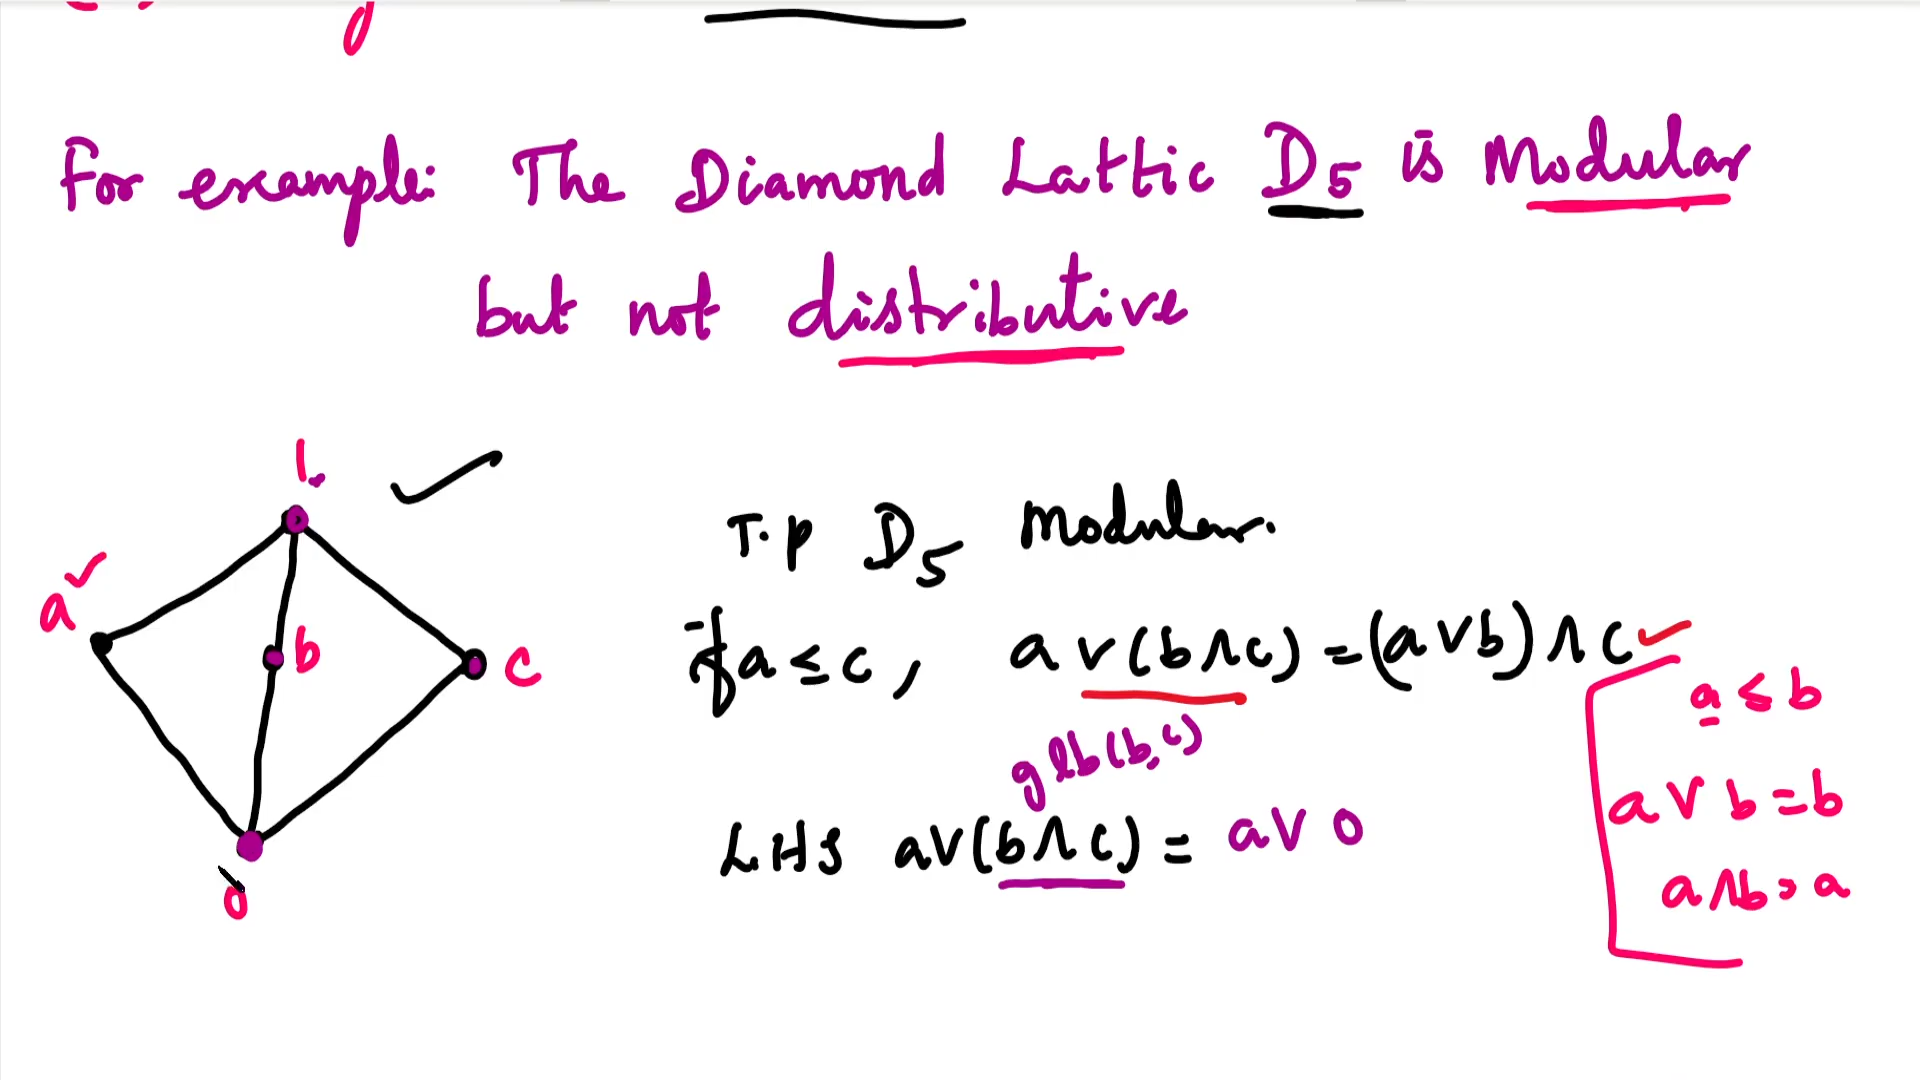 For example: The Diamond Lattic D5 is Modular
but not distributive
1
a
b
c
0
T.p D5 Modular.
if a ≤ c, a ∨ (b ∧ c) = (a ∨ b) ∧ c
glb(b,c)
LHS a ∨ (b ∧ c) = a ∨ 0
a ≤ b
a ∨ b = b
a ∧ b = a